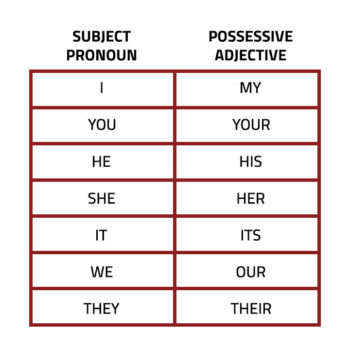 SUBJECT POSSESSIVE
PRONOUN ADJECTIVE
I MY
YOU YOUR
HE HIS
SHE HER
IT ITS
WE OUR
THEY THEIR